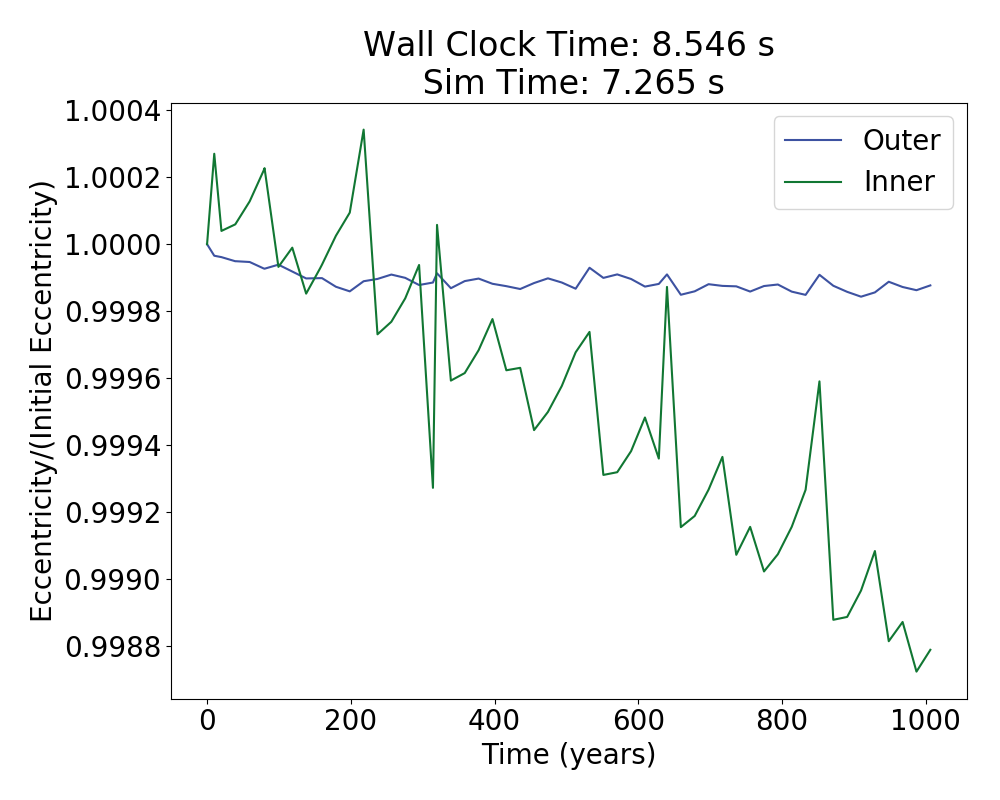 Wall Clock Time: 8.546 s
Sim Time: 7.265 s
Eccentricity/(Initial Eccentricity)
1.0004
1.0002
1.0000
0.9998
0.9996
0.9994
0.9992
0.9990
0.9988
Outer
Inner
0 200 400 600 800 1000
Time (years)